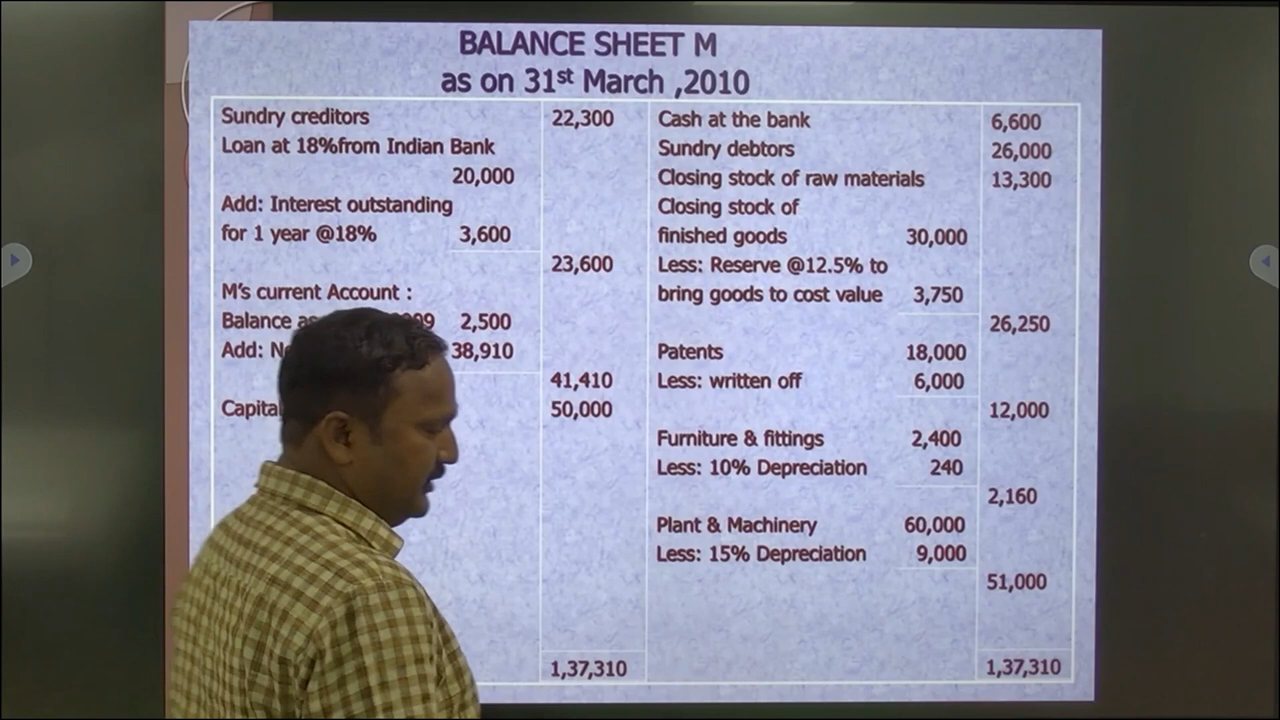 BALANCE SHEET M
as on 31st March ,2010
Sundry creditors 22,300
Loan at 18%from Indian Bank
20,000
Add: Interest outstanding
for 1 year @18% 3,600
23,600
M's current Account :
Balance 2,500
Add: 38,910
41,410
50,000
1,37,310
Cash at the bank 6,600
Sundry debtors 26,000
Closing stock of raw materials 13,300
Closing stock of
finished goods 30,000
Less: Reserve @12.5% to
bring goods to cost value 3,750
26,250
Patents 18,000
Less: written off 6,000
12,000
Furniture & fittings 2,400
Less: 10% Depreciation 240
2,160
Plant & Machinery 60,000
Less: 15% Depreciation 9,000
51,000
1,37,310